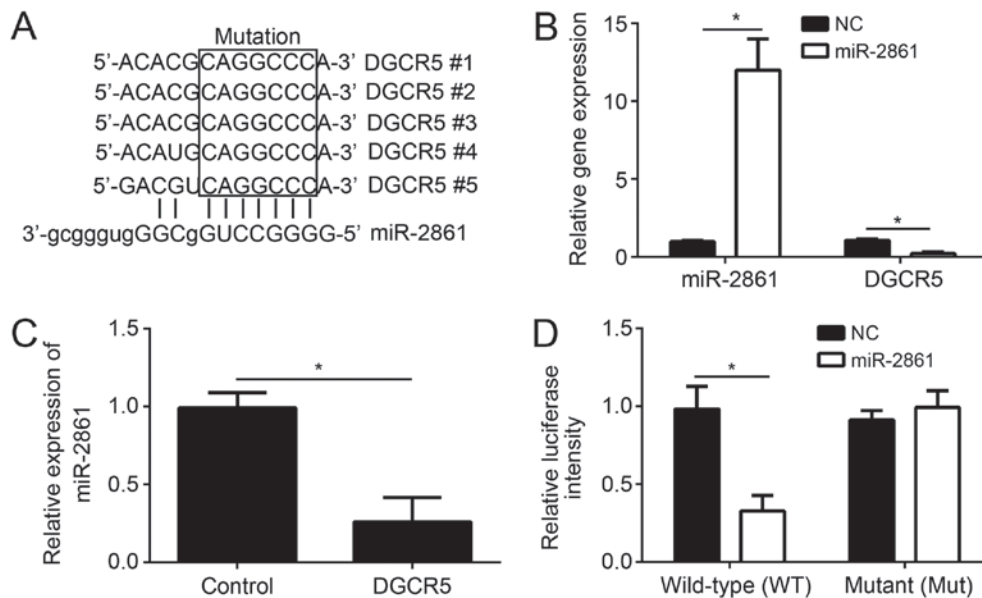 A
Mutation
5'-ACACGCAGGCCCA-3' DGCR5 #1
5'-ACACGCAGGCCCA-3' DGCR5 #2
5'-ACACGCAGGCCCA-3' DGCR5 #3
5'-ACAUGCAGGCCCA-3' DGCR5 #4
5'-GACGUCAGGCCCA-3' DGCR5 #5
3'-gcgggugGGCgGUCCGGGG-5' miR-2861
B
Relative gene expression
15
10
5
0
*
*
NC
miR-2861
miR-2861 DGCR5
C
Relative expression of
miR-2861
1.5
1.0
0.5
0.0
*
Control DGCR5
D
Relative luciferase
intensity
1.5
1.0
0.5
0.0
*
NC
miR-2861
Wild-type (WT) Mutant (Mut)